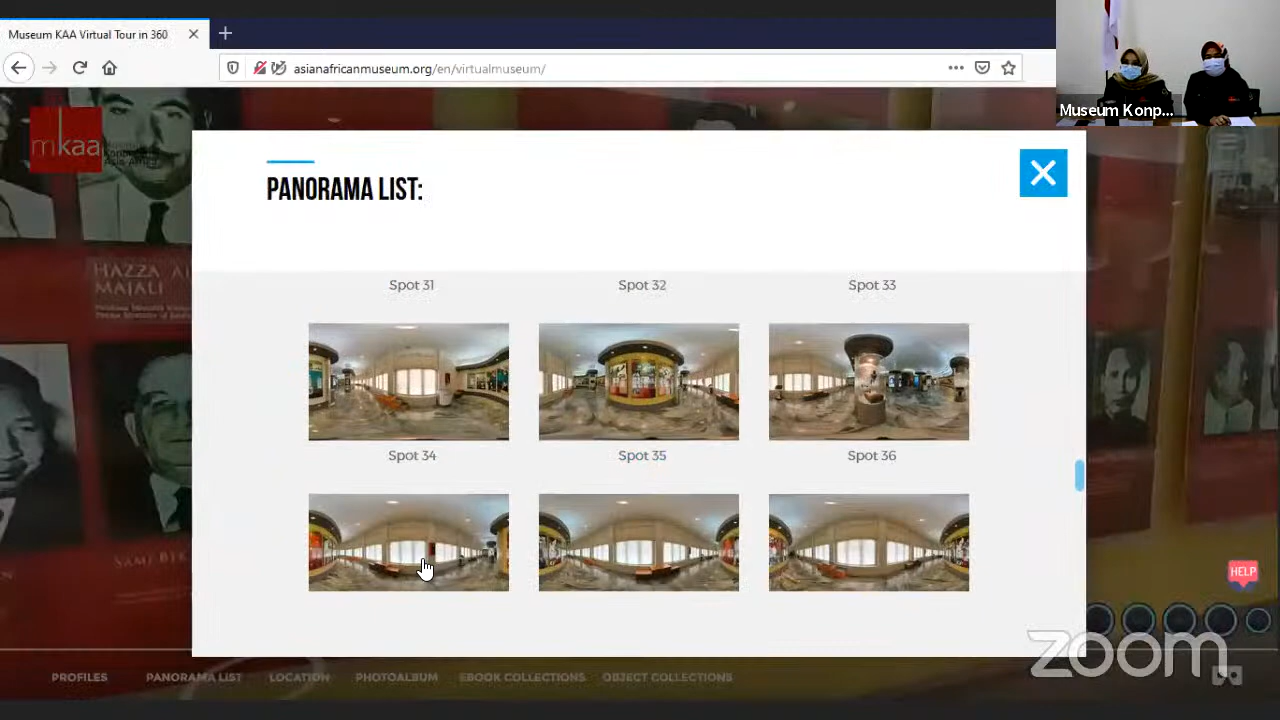 Museum KAA Virtual Tour in 360
asianafricanmuseum.org/en/virtualmuseum/
Museum Konp...
mkaa
PANORAMA LIST:
HAZZA
MAJALI
Spot 31
Spot 32
Spot 33
Spot 34
Spot 35
Spot 36
SAMI
HELP
zoom
PROFILES
PANORAMA LIST
LOCATION
PHOTOALBUM
EBOOK COLLECTIONS
OBJECT COLLECTIONS